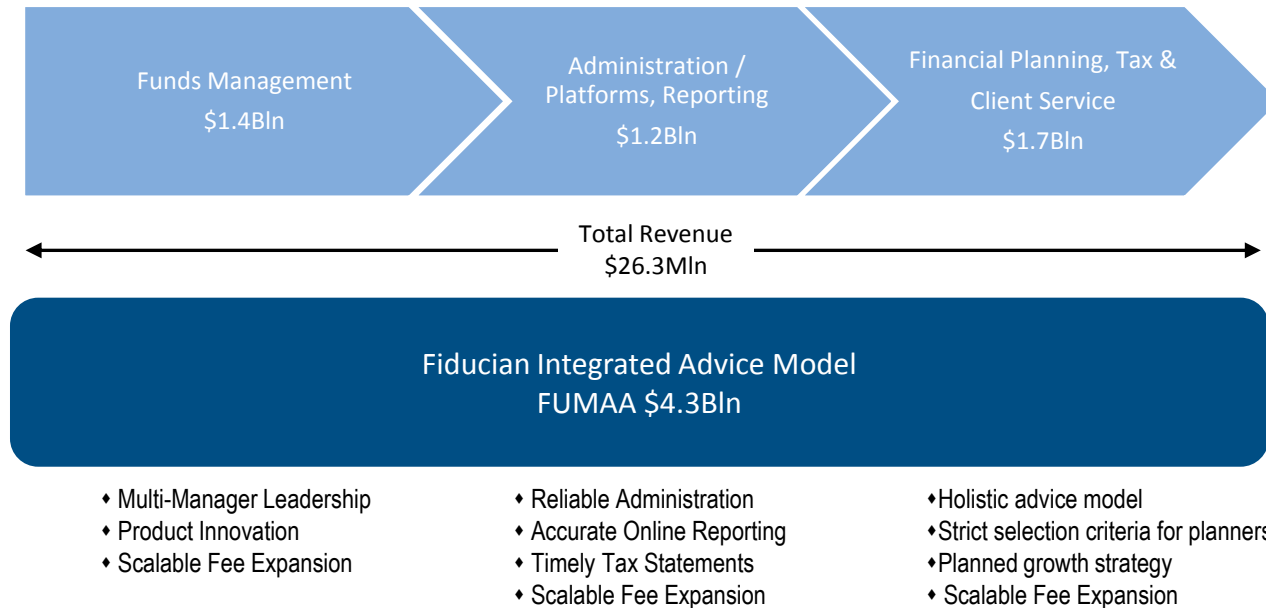 Funds Management
$1.4Bln
Administration /
Platforms, Reporting
$1.2Bln
Financial Planning, Tax &
Client Service
$1.7Bln
Total Revenue
$26.3Mln
Fiducian Integrated Advice Model
FUMAA $4.3Bln
♦ Multi-Manager Leadership
♦ Product Innovation
♦ Scalable Fee Expansion
♦ Reliable Administration
♦ Accurate Online Reporting
♦ Timely Tax Statements
♦ Scalable Fee Expansion
♦Holistic advice model
♦Strict selection criteria for planners
♦Planned growth strategy
♦ Scalable Fee Expansion